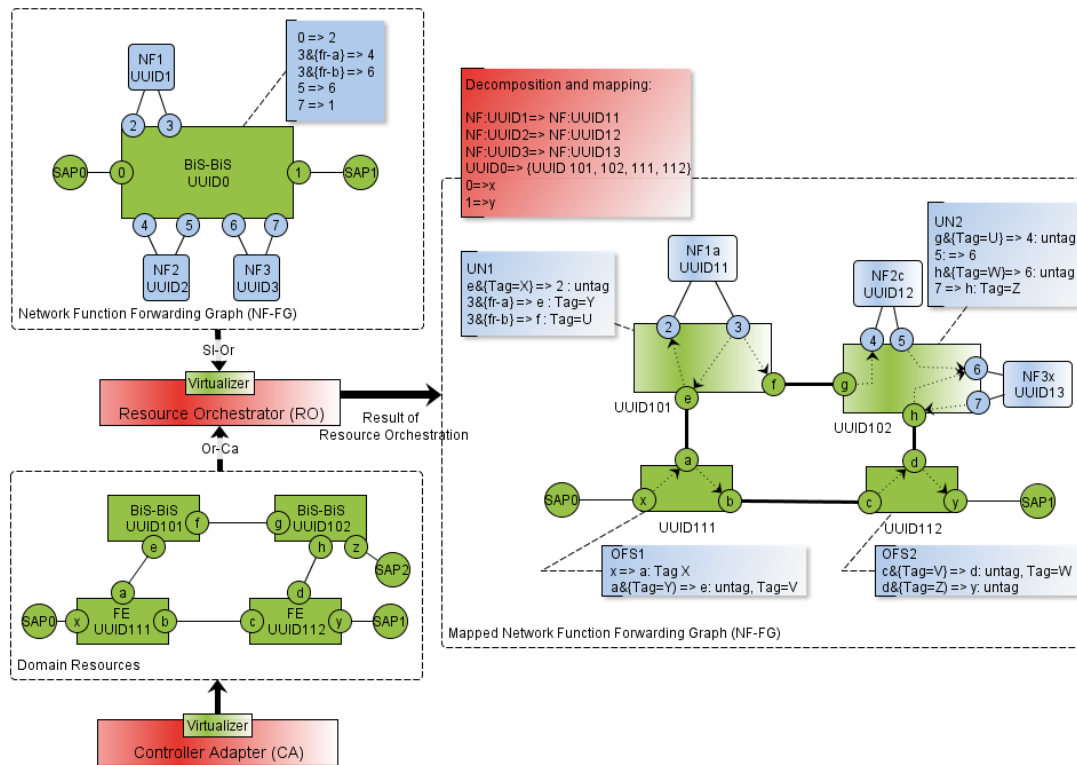 NF1
UUID1
0 => 2
3&{fr-a} => 4
3&{fr-b} => 6
5 => 6
7 => 1
2
3
SAP0
0
BiS-BiS
UUID0
1
SAP1
4
5
6
7
NF2
UUID2
NF3
UUID3
Network Function Forwarding Graph (NF-FG)
SI-Or
Virtualizer
Resource Orchestrator (RO)
Result of
Resource Orchestration
Or-Ca
BiS-BiS
UUID101
f
g
BiS-BiS
UUID102
e
h
z
SAP2
a
d
SAP0
x
FE
UUID111
b
c
FE
UUID112
y
SAP1
Domain Resources
Virtualizer
Controller Adapter (CA)
Decomposition and mapping:
NF:UUID1=> NF:UUID11
NF:UUID2=> NF:UUID12
NF:UUID3=> NF:UUID13
UUID0=> {UUID 101, 102, 111, 112}
0=>x
1=>y
UN1
e&{Tag=X} => 2 : untag
3&{fr-a} => e : Tag=Y
3&{fr-b} => f : Tag=U
NF1a
UUID11
UN2
g&{Tag=U} => 4: untag
5: => 6
h&{Tag=W}=> 6: untag
7 => h: Tag=Z
NF2c
UUID12
2
3
4
5
6
7
NF3x
UUID13
f
g
e
h
UUID101
UUID102
a
d
SAP0
x
b
c
y
SAP1
UUID111
UUID112
OFS1
x => a: Tag X
a&{Tag=Y) => e: untag, Tag=V
OFS2
c&{Tag=V} => d: untag, Tag=W
d&{Tag=Z) => y: untag
Mapped Network Function Forwarding Graph (NF-FG)